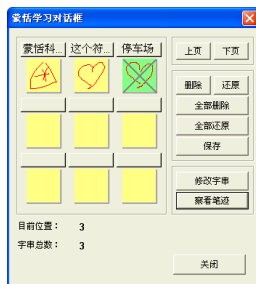 蒙恬学习对话框
蒙恬科... 这个符... 停车场
上页 下页
删除 还原
全部删除
全部还原
保存
修改字串
察看笔迹
目前位置： 3
字串总数： 3
关闭